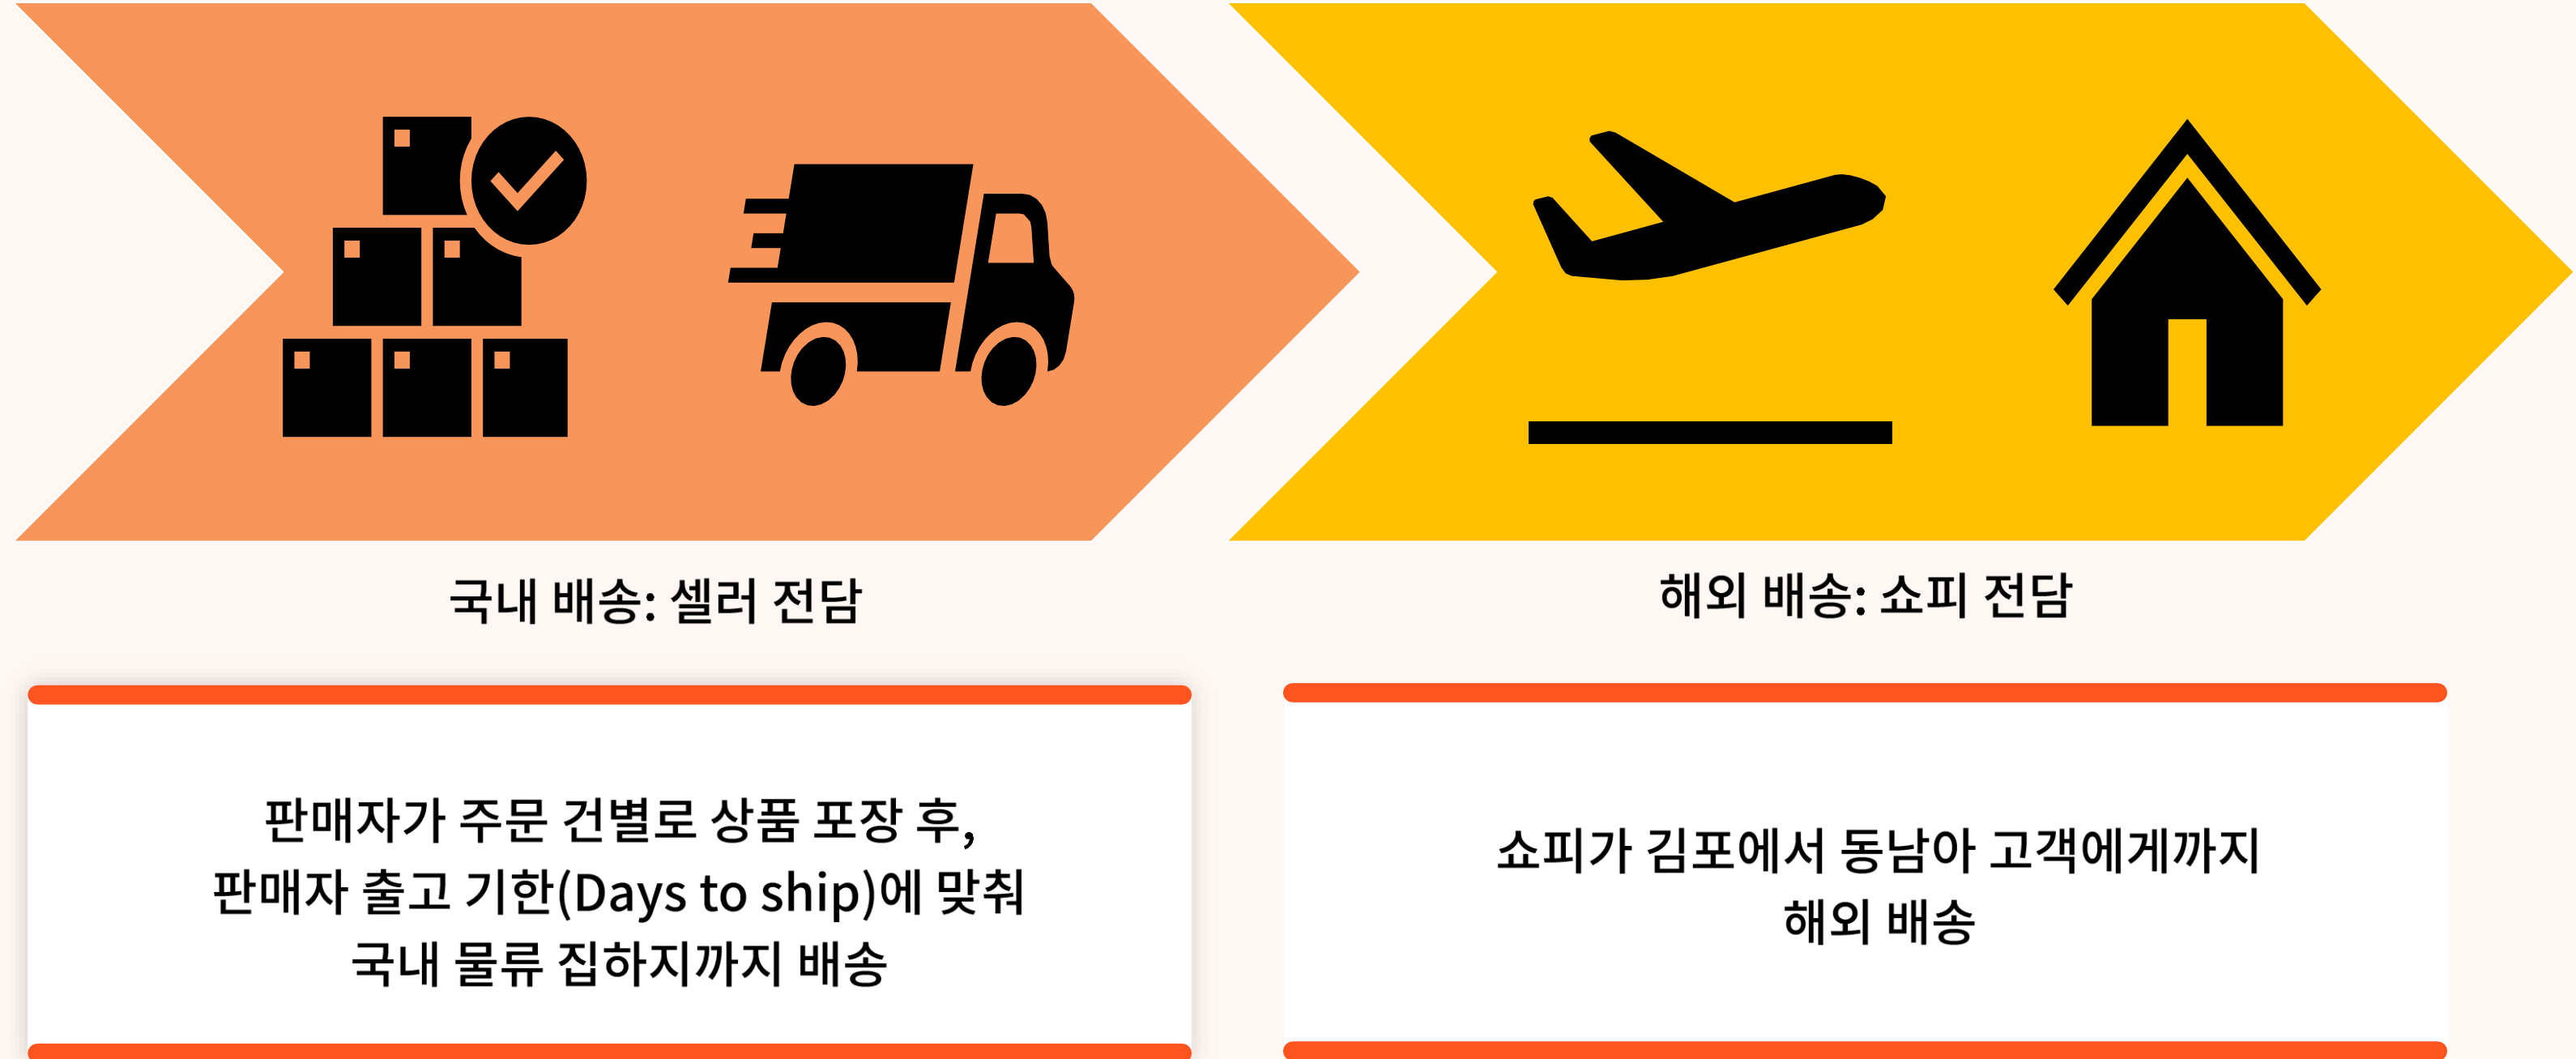 국내 배송: 셀러 전담
해외 배송: 쇼피 전담
판매자가 주문 건별로 상품 포장 후,
판매자 출고 기한(Days to ship)에 맞춰
국내 물류 집하지까지 배송
쇼피가 김포에서 동남아 고객에게까지
해외 배송